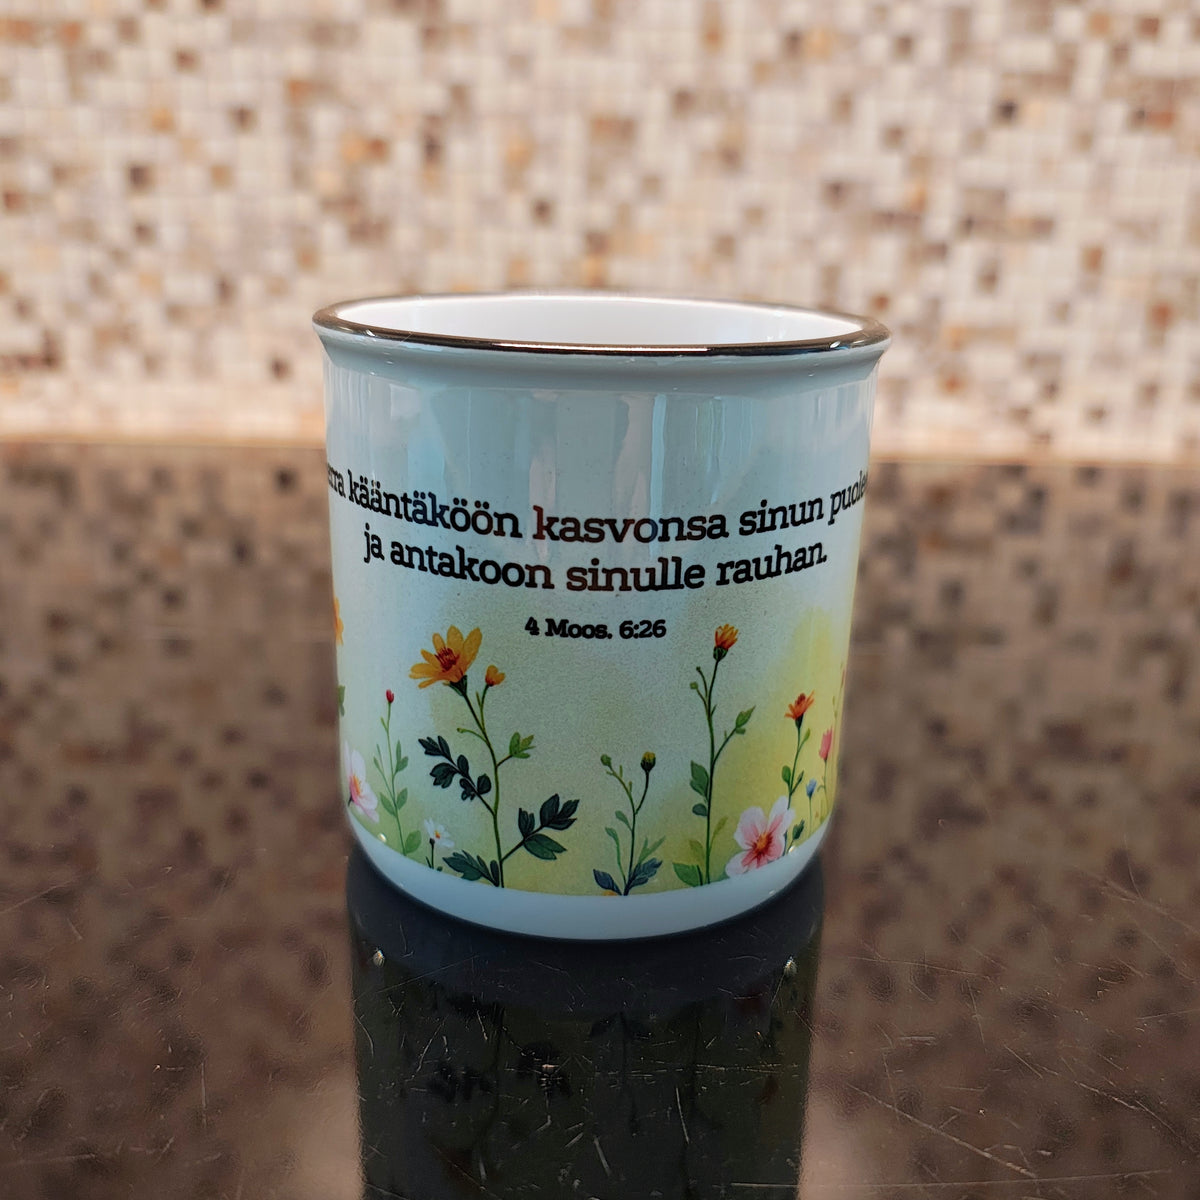 kääntäköön kasvonsa sinun
ja antakoon sinulle rauhan.
4 Moos. 6:26